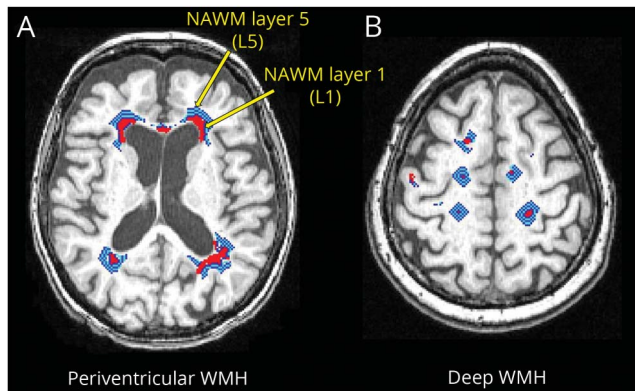 A
NAWM layer 5
(L5)
NAWM layer 1
(L1)
B
Periventricular WMH
Deep WMH